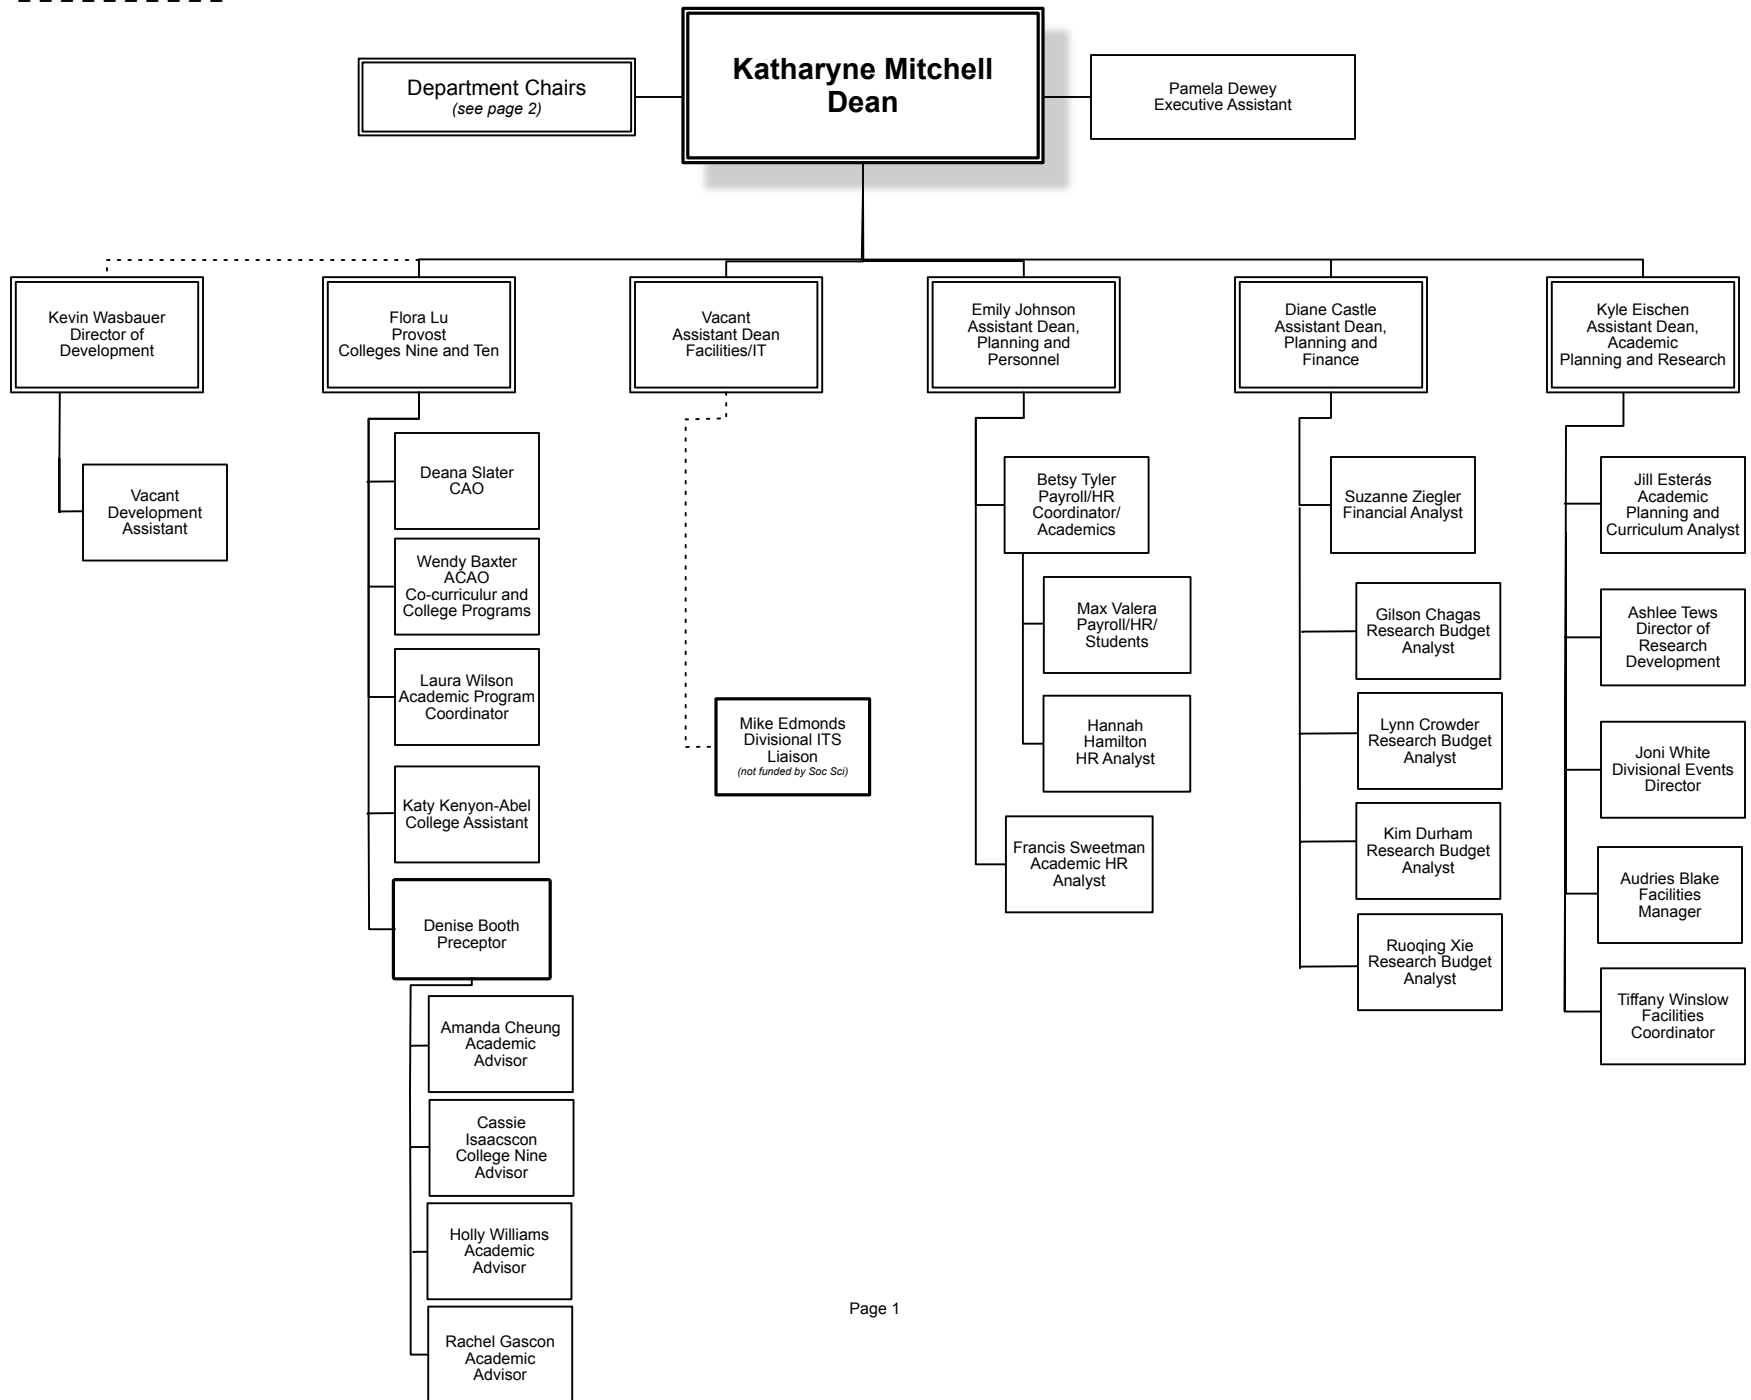 Katharyne Mitchell
Dean
Department Chairs
(see page 2)
Pamela Dewey
Executive Assistant
Kevin Wasbauer
Director of
Development
Flora Lu
Provost
Colleges Nine and Ten
Vacant
Assistant Dean
Facilities/IT
Emily Johnson
Assistant Dean,
Planning and
Personnel
Diane Castle
Assistant Dean,
Planning and
Finance
Kyle Eischen
Assistant Dean,
Academic
Planning and Research
Vacant
Development
Assistant
Deana Slater
CAO
Wendy Baxter
ACAO
Co-curriculur and
College Programs
Laura Wilson
Academic Program
Coordinator
Katy Kenyon-Abel
College Assistant
Denise Booth
Preceptor
Amanda Cheung
Academic
Advisor
Cassie
Isaacscon
College Nine
Advisor
Holly Williams
Academic
Advisor
Rachel Gascon
Academic
Advisor
Mike Edmonds
Divisional ITS
Liaison
(not funded by Soc Sci)
Betsy Tyler
Payroll/HR
Coordinator/
Academics
Max Valera
Payroll/HR/
Students
Hannah
Hamilton
HR Analyst
Francis Sweetman
Academic HR
Analyst
Suzanne Ziegler
Financial Analyst
Gilson Chagas
Research Budget
Analyst
Lynn Crowder
Research Budget
Analyst
Kim Durham
Research Budget
Analyst
Ruoqing Xie
Research Budget
Analyst
Jill Esterás
Academic
Planning and
Curriculum Analyst
Ashlee Tews
Director of
Research
Development
Joni White
Divisional Events
Director
Audries Blake
Facilities
Manager
Tiffany Winslow
Facilities
Coordinator
Page 1